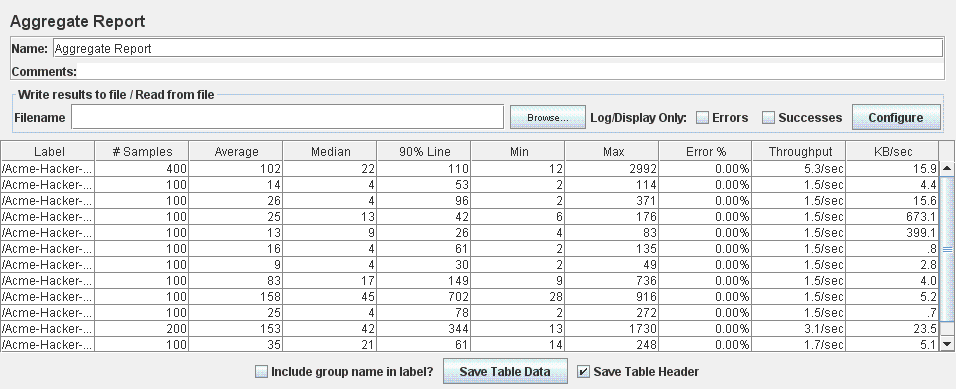 Aggregate Report
Name: Aggregate Report
Comments:
Write results to file / Read from file
Filename Browse... Log/Display Only: Errors Successes Configure
Label # Samples Average Median 90% Line Min Max Error % Throughput KB/sec
/Acme-Hacker-... 400 102 22 110 12 2992 0.00% 5.3/sec 15.9
/Acme-Hacker-... 100 14 4 53 2 114 0.00% 1.5/sec 4.4
/Acme-Hacker-... 100 26 4 96 2 371 0.00% 1.5/sec 15.6
/Acme-Hacker-... 100 25 13 42 6 176 0.00% 1.5/sec 673.1
/Acme-Hacker-... 100 13 9 26 4 83 0.00% 1.5/sec 399.1
/Acme-Hacker-... 100 16 4 61 2 135 0.00% 1.5/sec .8
/Acme-Hacker-... 100 9 4 30 2 49 0.00% 1.5/sec 2.8
/Acme-Hacker-... 100 83 17 149 9 736 0.00% 1.5/sec 4.0
/Acme-Hacker-... 100 158 45 702 28 916 0.00% 1.5/sec 5.2
/Acme-Hacker-... 100 25 4 78 2 272 0.00% 1.5/sec .7
/Acme-Hacker-... 200 153 42 344 13 1730 0.00% 3.1/sec 23.5
/Acme-Hacker-... 100 35 21 61 14 248 0.00% 1.7/sec 5.1
Include group name in label? Save Table Data Save Table Header